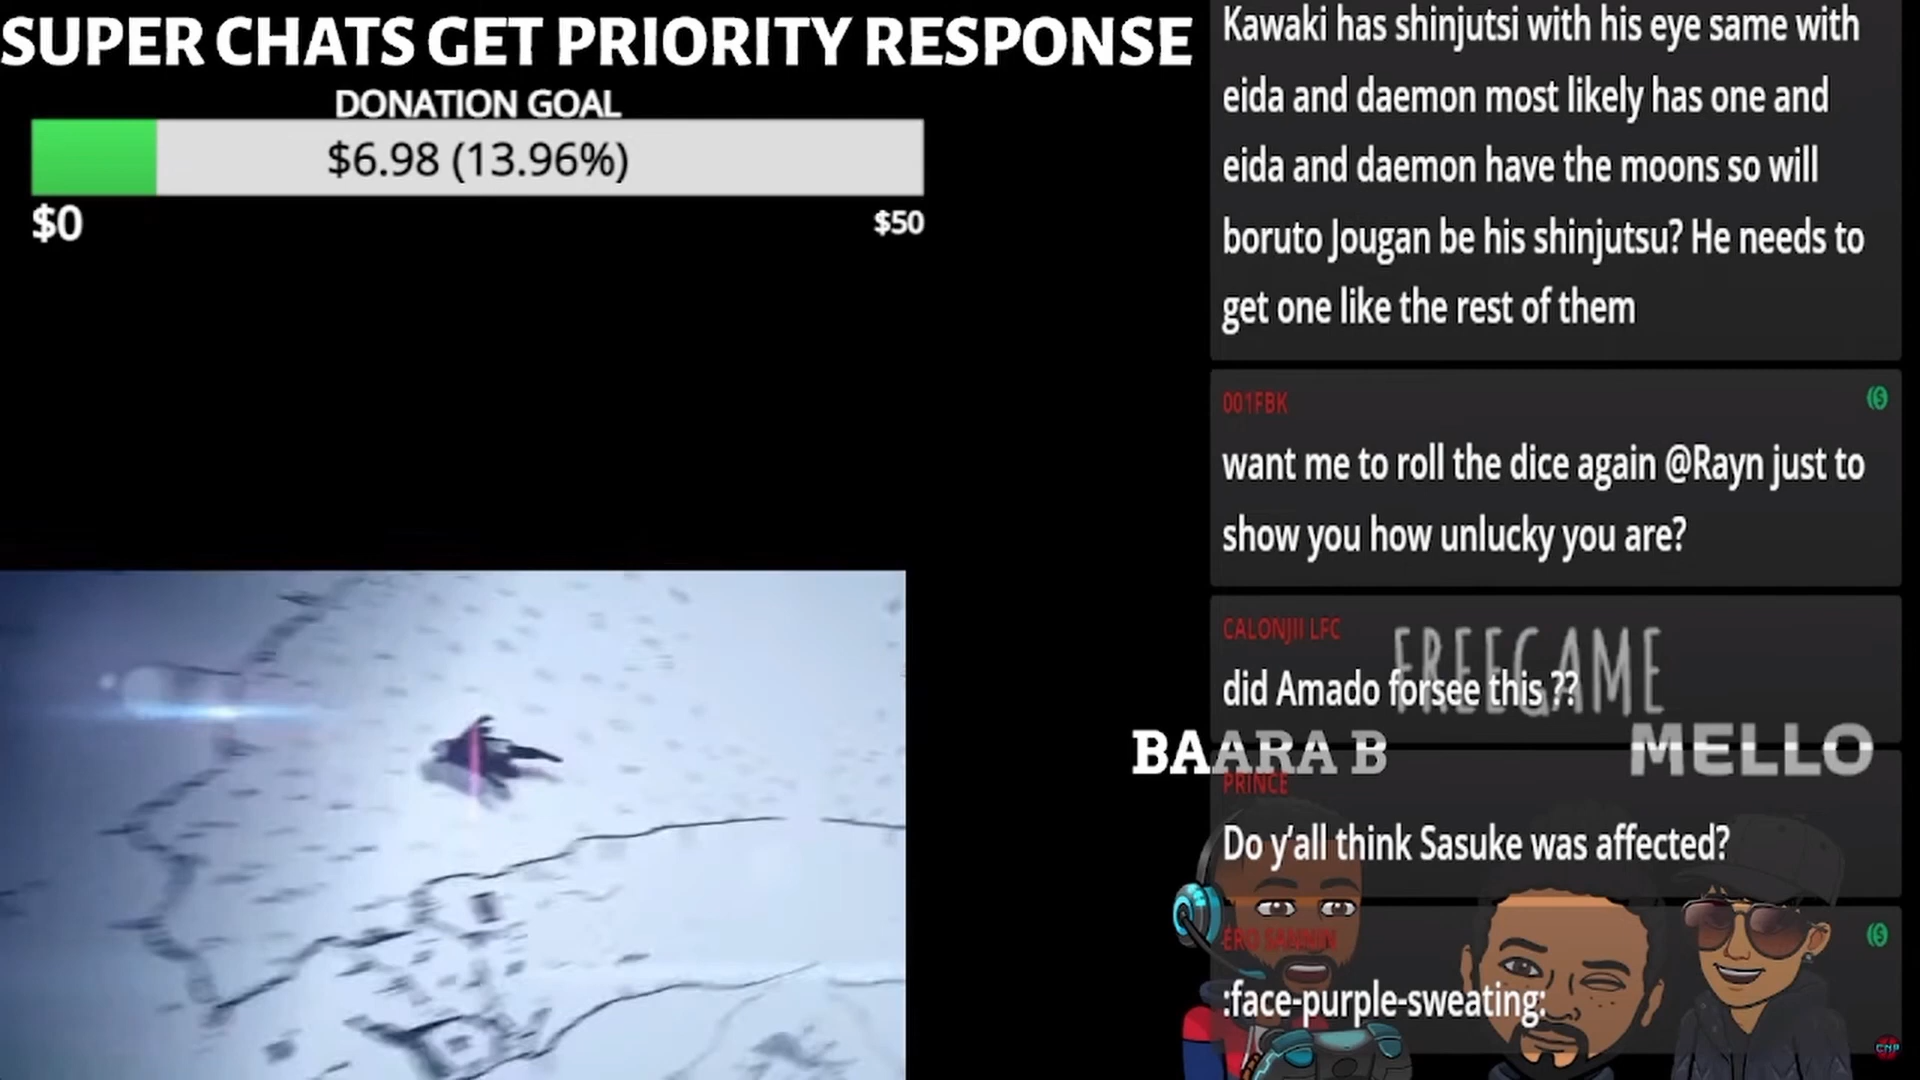 SUPER CHATS GET PRIORITY RESPONSE
DONATION GOAL
$6.98 (13.96%)
$0
$50
Kawaki has shinjutsi with his eye same with
eida and daemon most likely has one and
eida and daemon have the moons so will
boruto Jougan be his shinjutsu? He needs to
get one like the rest of them
001FBK
want me to roll the dice again @Rayn just to
show you how unlucky you are?
CALONJII LFC
FREEGAME
did Amado forsee this ??
BAARA B
MELLO
PRINCE
Do y'all think Sasuke was affected?
ERO SANNIN
:face-purple-sweating:
CNP